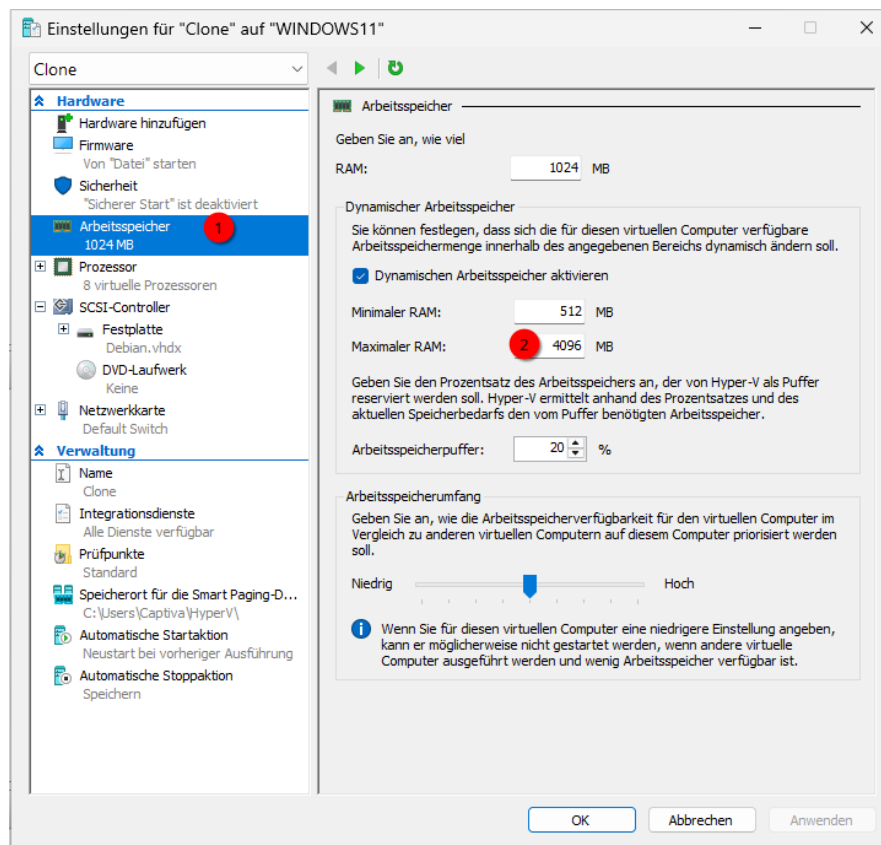 Einstellungen für "Clone" auf "WINDOWS11"
Clone
Hardware
Hardware hinzufügen
Firmware
Von "Datei" starten
Sicherheit
"Sicherer Start" ist deaktiviert
Arbeitsspeicher
1024 MB
1
Prozessor
8 virtuelle Prozessoren
SCSI-Controller
Festplatte
Debian.vhdx
DVD-Laufwerk
Keine
Netzwerkkarte
Default Switch
Verwaltung
Name
Clone
Integrationsdienste
Alle Dienste verfügbar
Prüfpunkte
Standard
Speicherort für die Smart Paging-D...
C:\Users\Captiva\HyperV\
Automatische Startaktion
Neustart bei vorheriger Ausführung
Automatische Stoppaktion
Speichern
Arbeitsspeicher
Geben Sie an, wie viel
RAM: 1024 MB
Dynamischer Arbeitsspeicher
Sie können festlegen, dass sich die für diesen virtuellen Computer verfügbare
Arbeitsspeichermenge innerhalb des angegebenen Bereichs dynamisch ändern soll.
Dynamischen Arbeitsspeicher aktivieren
Minimaler RAM: 512 MB
Maximaler RAM: 2 4096 MB
Geben Sie den Prozentsatz des Arbeitsspeichers an, der von Hyper-V als Puffer
reserviert werden soll. Hyper-V ermittelt anhand des Prozentsatzes und des
aktuellen Speicherbedarfs den vom Puffer benötigten Arbeitsspeicher.
Arbeitsspeicherpuffer: 20 %
Arbeitsspeicherumfang
Geben Sie an, wie die Arbeitsspeicherverfügbarkeit für den virtuellen Computer im
Vergleich zu anderen virtuellen Computern auf diesem Computer priorisiert werden
soll.
Niedrig Hoch
Wenn Sie für diesen virtuellen Computer eine niedrigere Einstellung angeben,
kann er möglicherweise nicht gestartet werden, wenn andere virtuelle
Computer ausgeführt werden und wenig Arbeitsspeicher verfügbar ist.
OK Abbrechen Anwenden